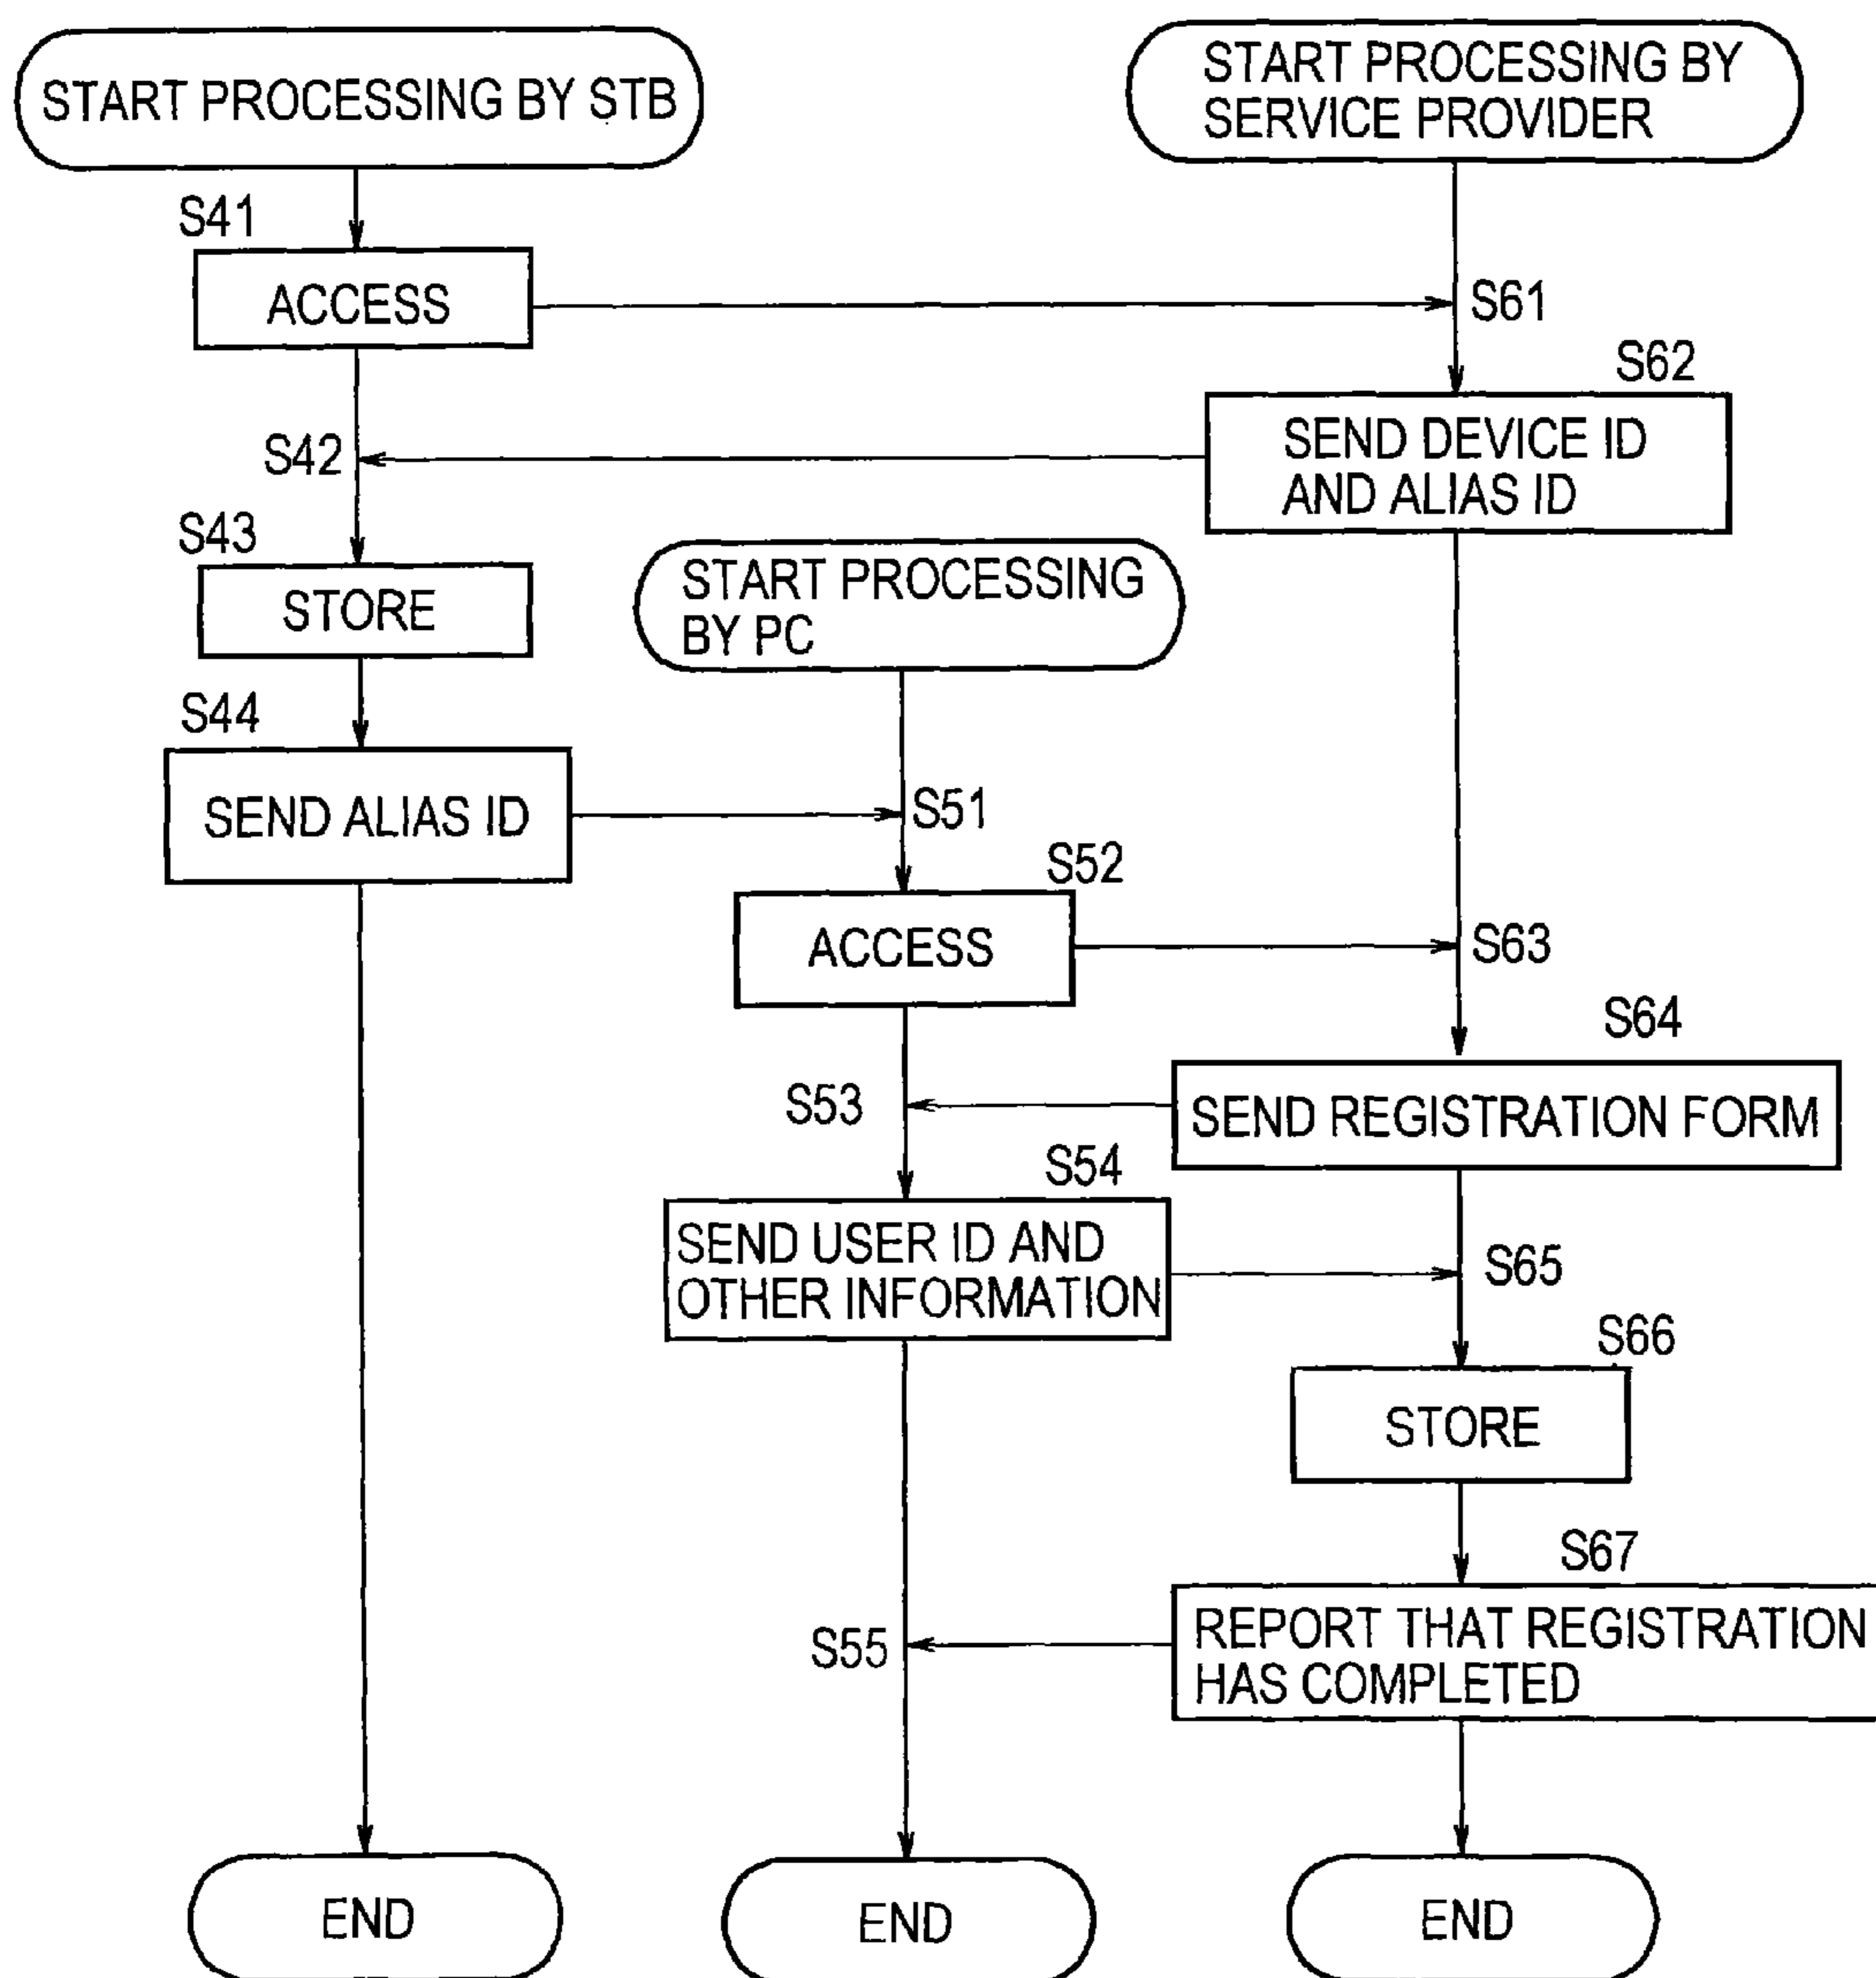 START PROCESSING BY STB
START PROCESSING BY
SERVICE PROVIDER
S41
ACCESS
S61
S62
SEND DEVICE ID
AND ALIAS ID
S42
S43
STORE
START PROCESSING
BY PC
S44
SEND ALIAS ID
S51
S52
ACCESS
S63
S64
SEND REGISTRATION FORM
S53
S54
SEND USER ID AND
OTHER INFORMATION
S65
S66
STORE
S67
REPORT THAT REGISTRATION
HAS COMPLETED
S55
END
END
END